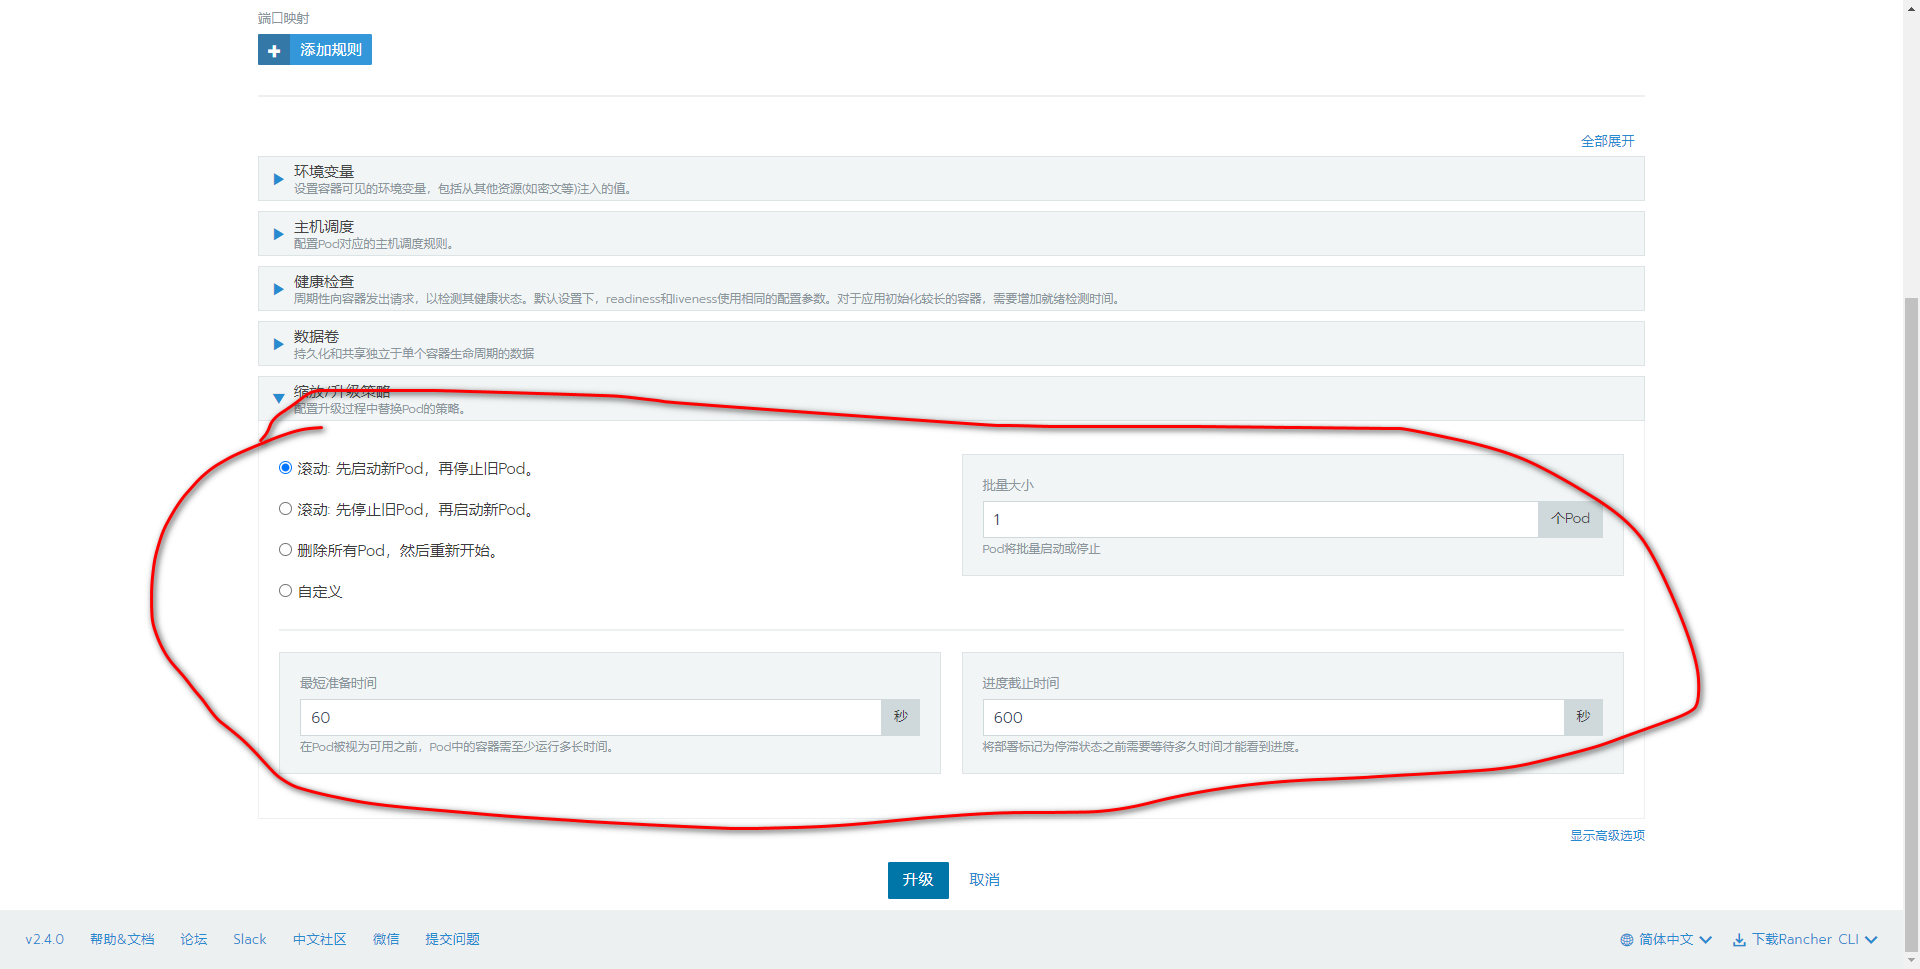 端口映射
添加规则
全部展开
环境变量
设置容器可见的环境变量，包括从其他资源(如密文等)注入的值。
主机调度
配置Pod对应的主机调度规则。
健康检查
周期性向容器发出请求，以检测其健康状态。默认设置下，readiness和liveness使用相同的配置参数。对于应用初始化较长的容器，需要增加就绪检测时间。
数据卷
持久化和共享独立于单个容器生命周期的数据
缩放/升级策略
配置升级过程中替换Pod的策略。
滚动: 先启动新Pod，再停止旧Pod。
滚动: 先停止旧Pod，再启动新Pod。
删除所有Pod，然后重新开始。
自定义
批量大小
1 个Pod
Pod将批量启动或停止
最短准备时间
60 秒
在Pod被视为可用之前，Pod中的容器需至少运行多长时间。
进度截止时间
600 秒
将部署标记为停滞状态之前需要等待多久时间才能看到进度。
显示高级选项
升级 取消
v2.4.0 帮助&文档 论坛 Slack 中文社区 微信 提交问题 简体中文 下载Rancher CLI